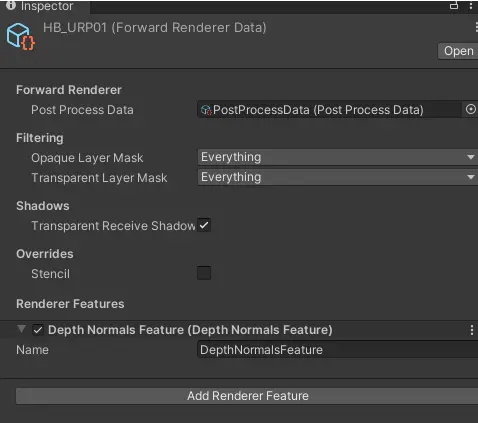 Inspector
HB_URP01 (Forward Renderer Data)
Open
Forward Renderer
Post Process Data PostProcessData (Post Process Data)
Filtering
Opaque Layer Mask Everything
Transparent Layer Mask Everything
Shadows
Transparent Receive Shadow
Overrides
Stencil
Renderer Features
Depth Normals Feature (Depth Normals Feature)
Name DepthNormalsFeature
Add Renderer Feature